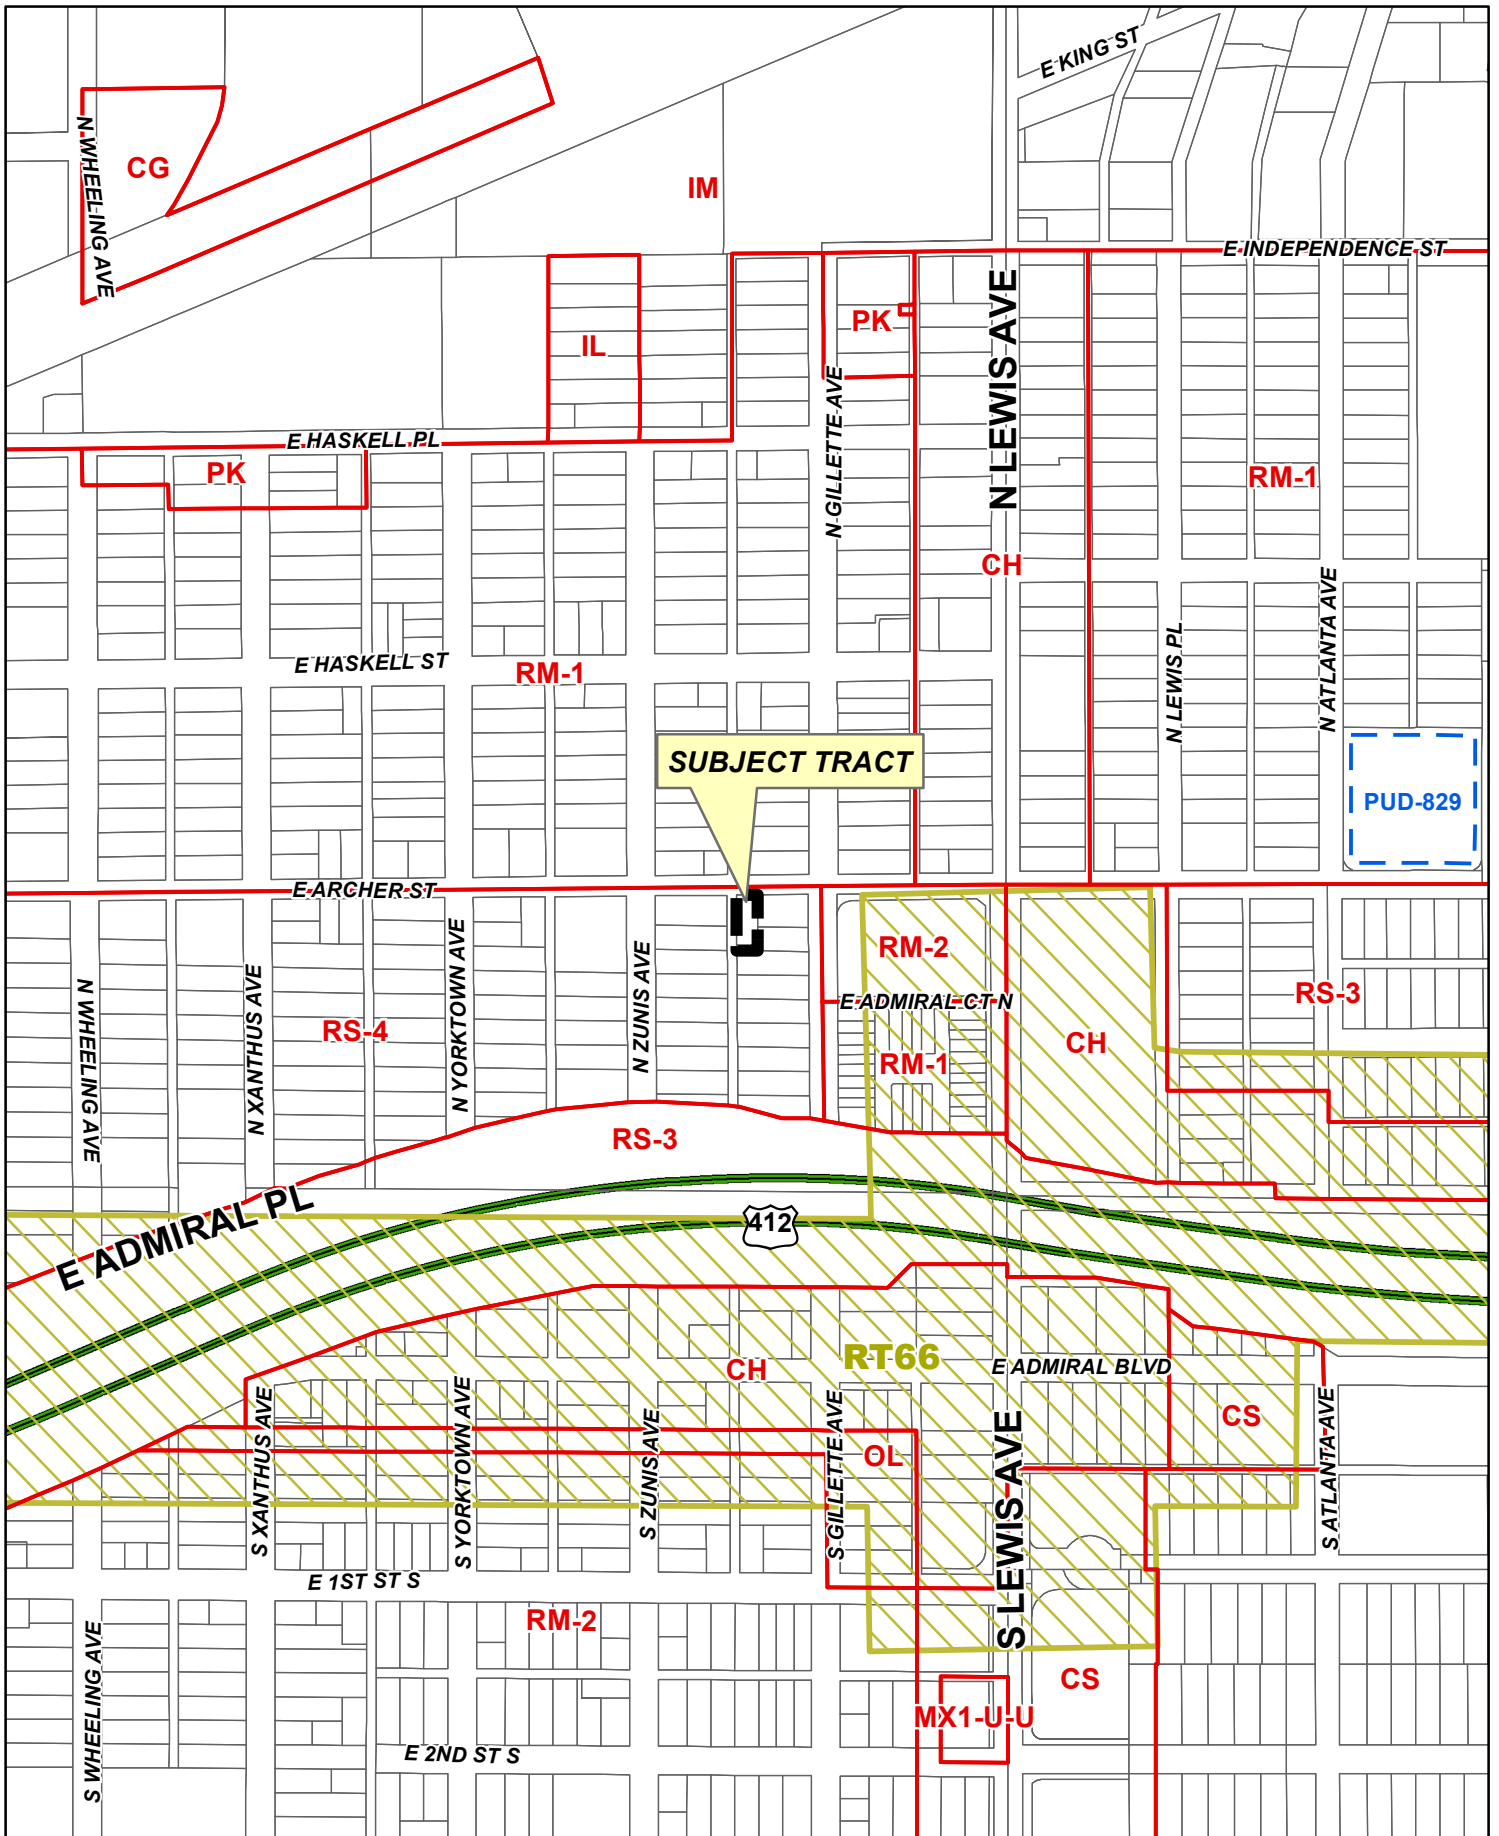 E KING ST
N WHEELING AVE
CG
IM
E INDEPENDENCE ST
PK
IL
N GILLETTE AVE
N LEWIS AVE
E HASKELL PL
PK
RM-1
CH
N LEWIS PL
N ATLANTA AVE
E HASKELL ST
RM-1
SUBJECT TRACT
PUD-829
E ARCHER ST
N WHEELING AVE
N XANTHUS AVE
N YORKTOWN AVE
N ZUNIS AVE
RM-2
E ADMIRAL CT N
RS-3
RS-4
CH
RM-1
RS-3
E ADMIRAL PL
412
CH
RT66
E ADMIRAL BLVD
S XANTHUS AVE
S YORKTOWN AVE
S ZUNIS AVE
S GILLETTE AVE
OL
S LEWIS AVE
CS
S ATLANTA AVE
E 1ST ST S
RM-2
S WHEELING AVE
CS
MX1-U-U
E 2ND ST S